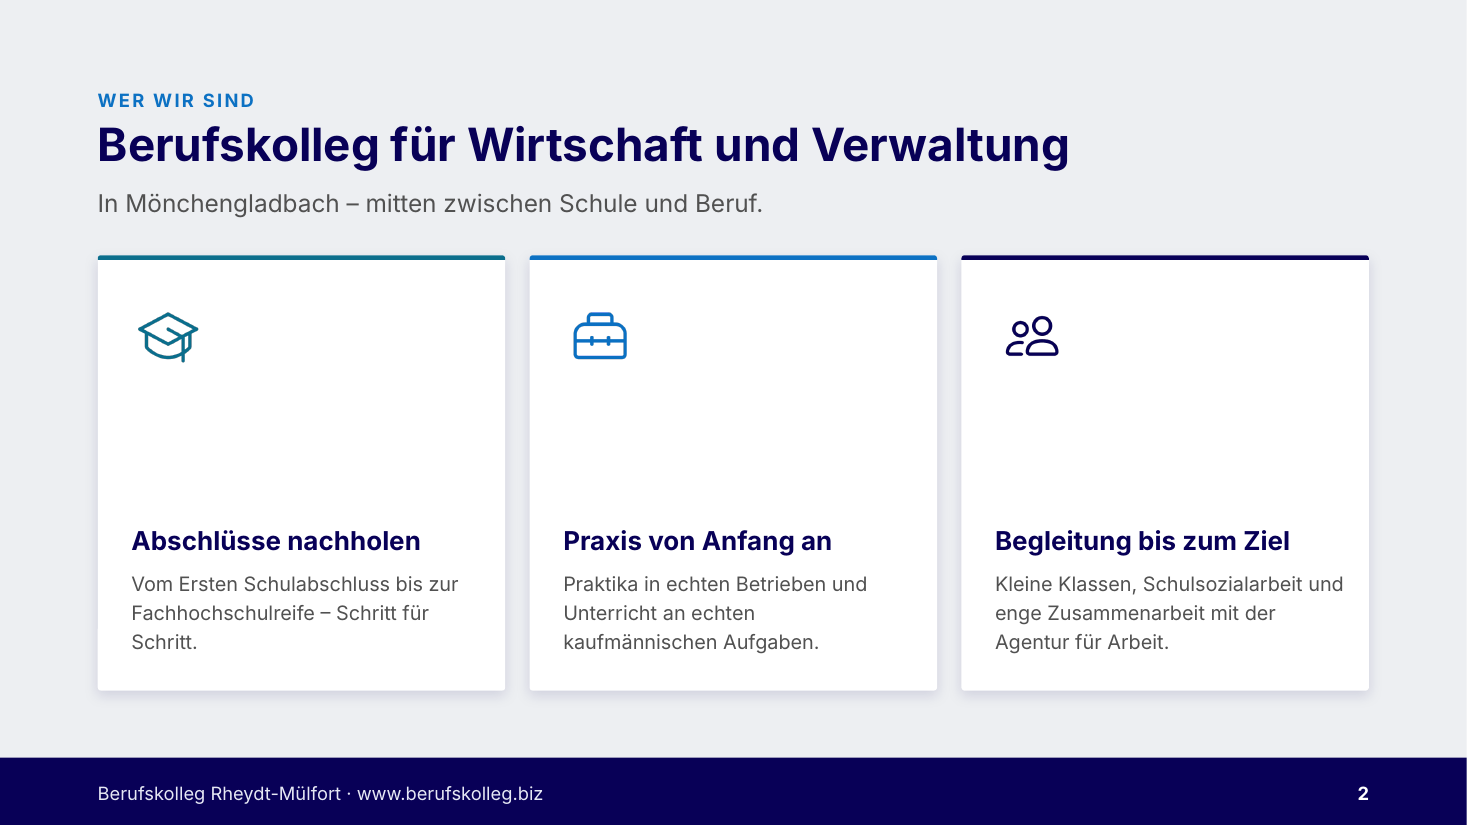 WER WIR SIND
Berufskolleg für Wirtschaft und Verwaltung
In Mönchengladbach – mitten zwischen Schule und Beruf.
Abschlüsse nachholen
Vom Ersten Schulabschluss bis zur
Fachhochschulreife – Schritt für
Schritt.
Praxis von Anfang an
Praktika in echten Betrieben und
Unterricht an echten
kaufmännischen Aufgaben.
Begleitung bis zum Ziel
Kleine Klassen, Schulsozialarbeit und
enge Zusammenarbeit mit der
Agentur für Arbeit.
Berufskolleg Rheydt-Mülfort · www.berufskolleg.biz
2